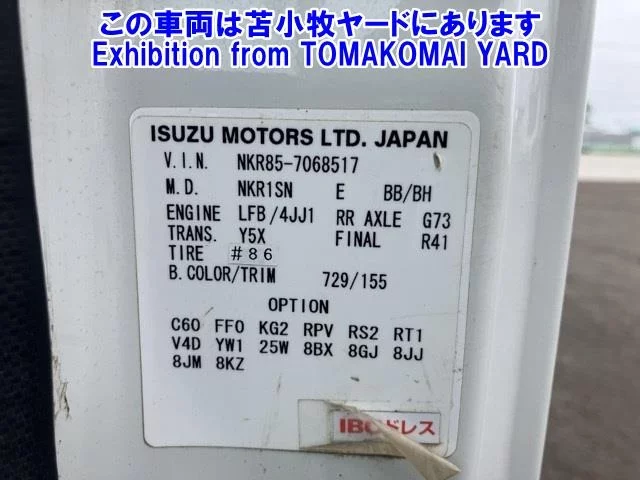 この車両は苫小牧ヤードにあります
Exhibition from TOMAKOMAI YARD
ISUZU MOTORS LTD. JAPAN
V.I.N. NKR85-7068517
M.D. NKR1SN E BB/BH
ENGINE LFB/4JJ1 RR AXLE G73
TRANS. Y5X FINAL R41
TIRE #86
B.COLOR/TRIM 729/155
OPTION
C60 FF0 KG2 RPV RS2 RT1
V4D YW1 25W 8BX 8GJ 8JJ
8JM 8KZ
ドレス